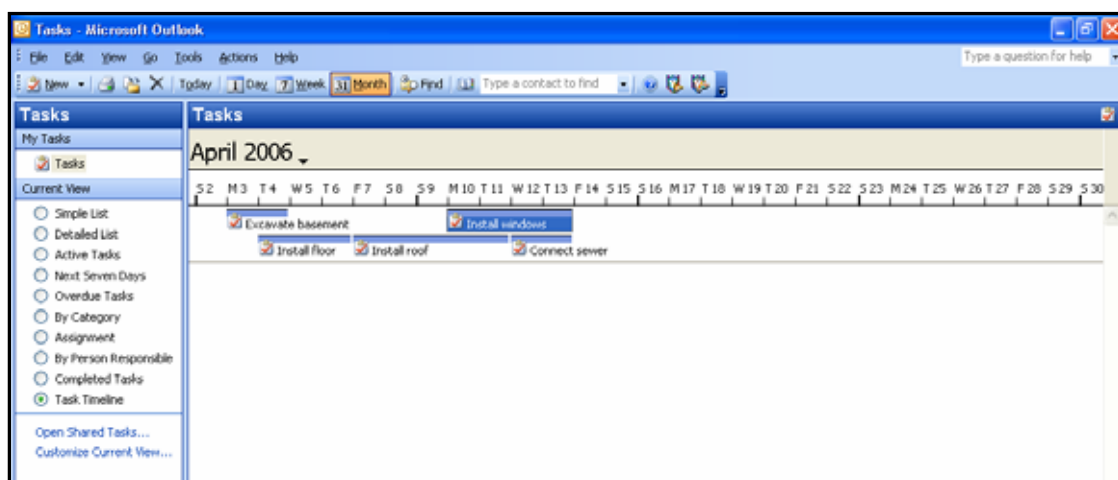 Tasks - Microsoft Outlook
File Edit View Go Tools Actions Help Type a question for help
New Today 1 Day 7 Week 31 Month Find Type a contact to find
Tasks
My Tasks
Tasks
Current View
Simple List
Detailed List
Active Tasks
Next Seven Days
Overdue Tasks
By Category
Assignment
By Person Responsible
Completed Tasks
Task Timeline
Open Shared Tasks...
Customize Current View...
Tasks
April 2006
S 2 M 3 T 4 W 5 T 6 F 7 S 8 S 9 M 10 T 11 W 12 T 13 F 14 S 15 S 16 M 17 T 18 W 19 T 20 F 21 S 22 S 23 M 24 T 25 W 26 T 27 F 28 S 29 S 30
Excavate basement Install windows
Install floor Install roof Connect sewer